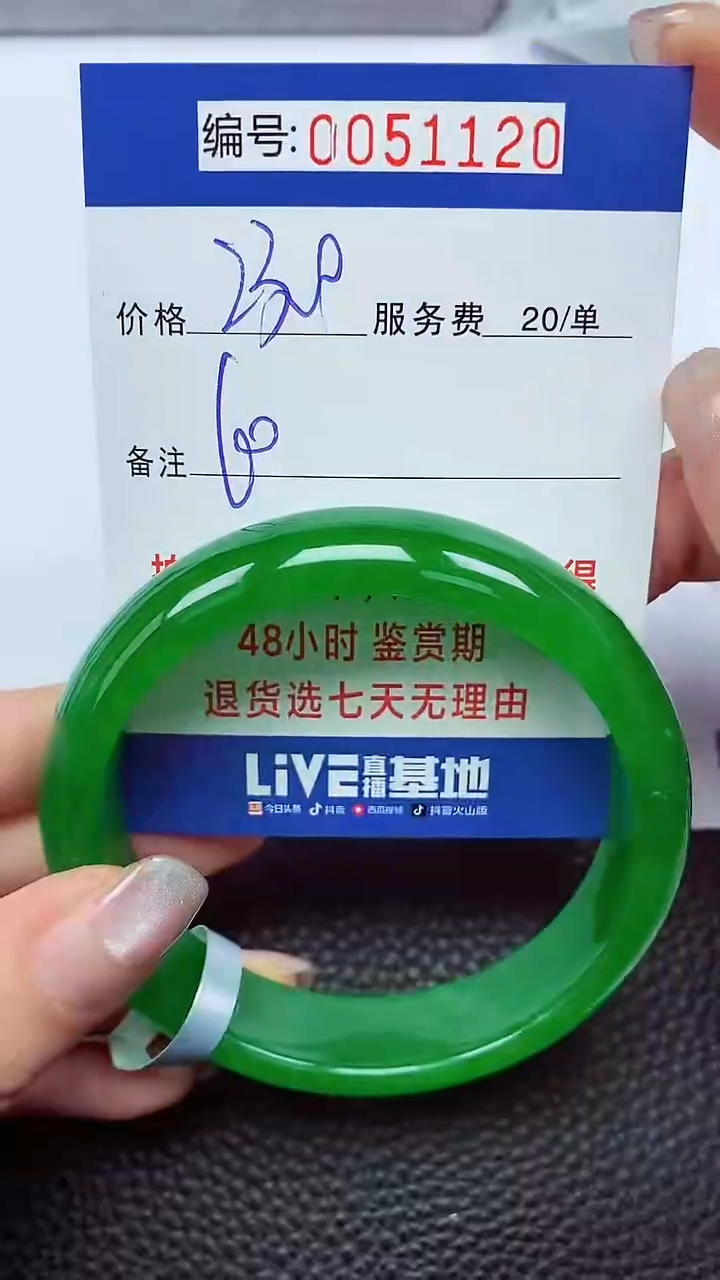 编号:0051120
价格 服务费 20/单
备注 60
得
48小时 鉴赏期
退货选七天无理由
LiVE直播基地
今日头条 抖音 西瓜视频 抖音火山版